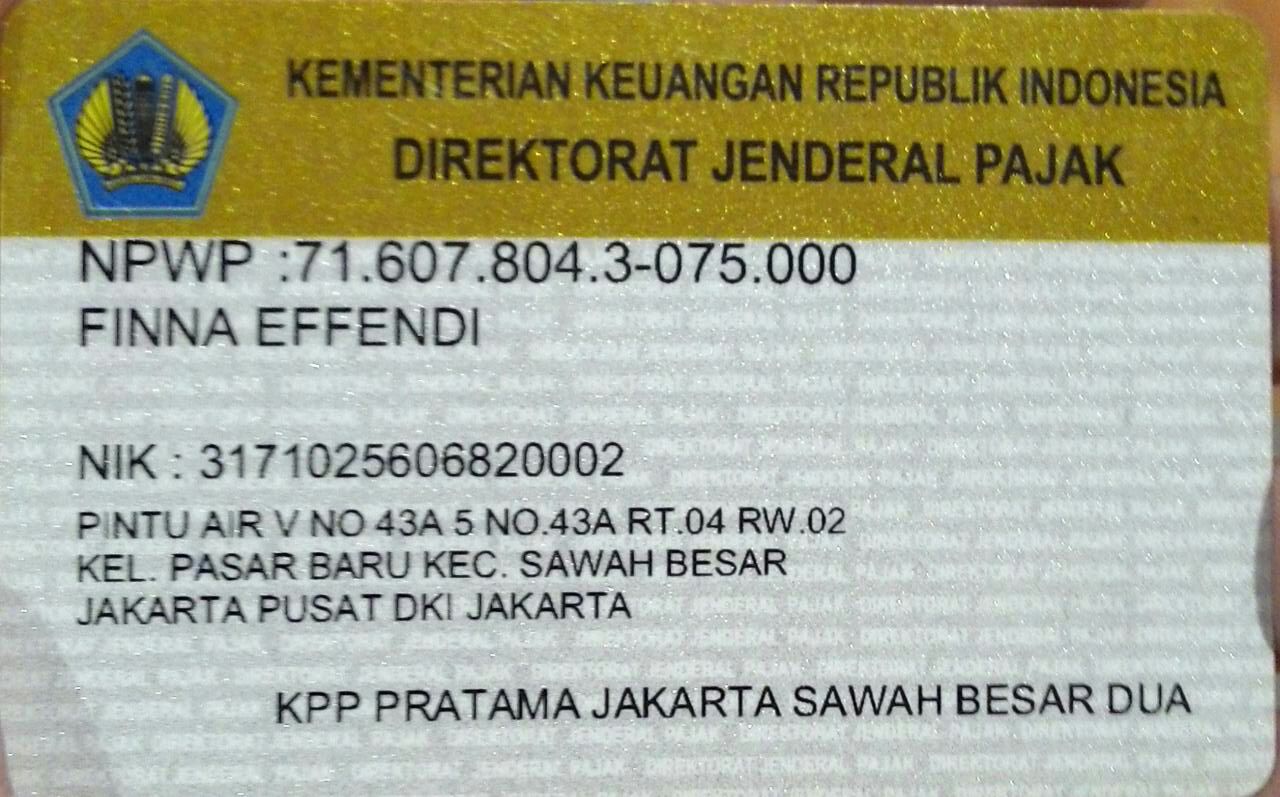 KEMENTERIAN KEUANGAN REPUBLIK INDONESIA
DIREKTORAT JENDERAL PAJAK
NPWP :71.607.804.3-075.000
FINNA EFFENDI
NIK : 3171025606820002
PINTU AIR V NO 43A 5 NO.43A RT.04 RW.02
KEL. PASAR BARU KEC. SAWAH BESAR
JAKARTA PUSAT DKI JAKARTA
KPP PRATAMA JAKARTA SAWAH BESAR DUA